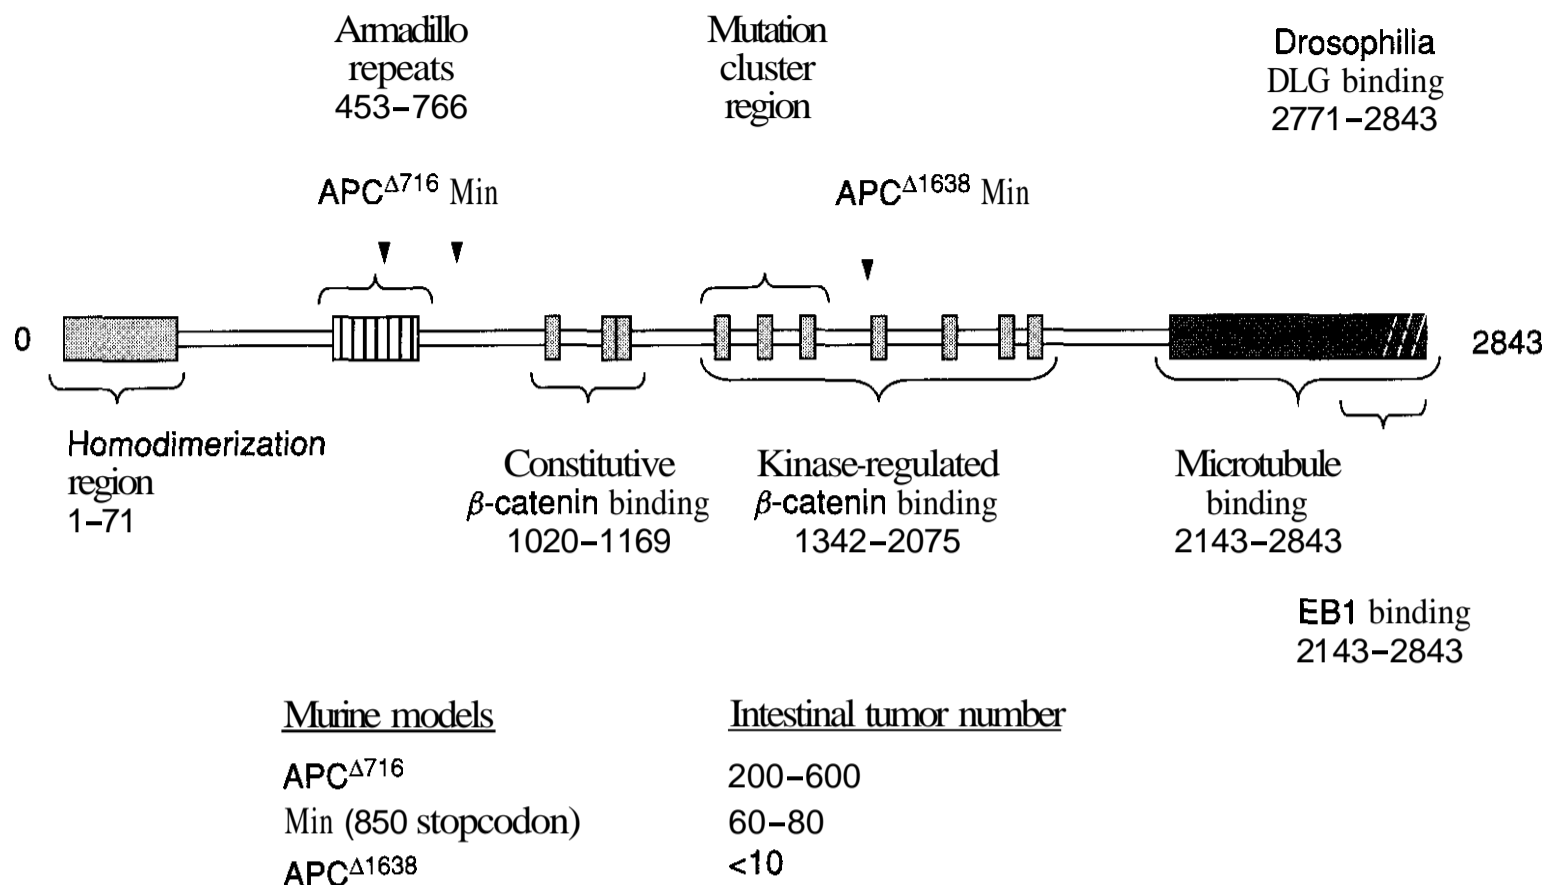 Armadillo
repeats
453–766
Mutation
cluster
region
Drosophilia
DLG binding
2771–2843
APCΔ716 Min
APCΔ1638 Min
0
2843
Homodimerization
region
1–71
Constitutive
β-catenin binding
1020–1169
Kinase-regulated
β-catenin binding
1342–2075
Microtubule
binding
2143–2843
EB1 binding
2143–2843
Murine models Intestinal tumor number
APCΔ716 200–600
Min (850 stopcodon) 60–80
APCΔ1638 <10